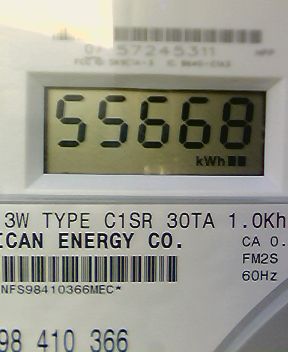 57245311
55668
kWh
3W TYPE C1SR 30TA 1.0Kh
ICAN ENERGY CO.
CA 0.
FM2S
60Hz
NFS98410366MEC*
98 410 366